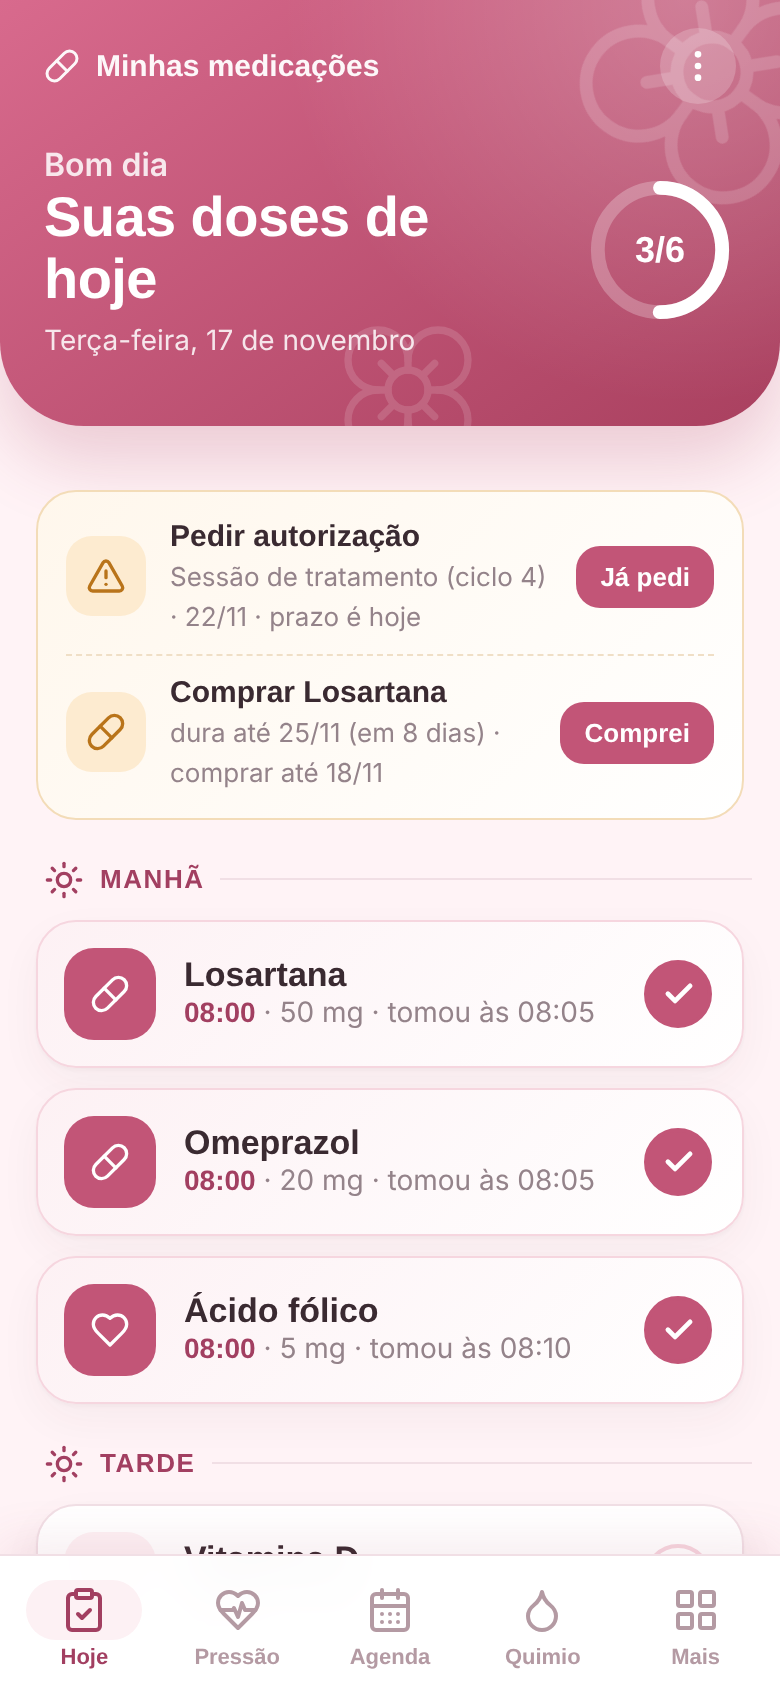 Minhas medicações
Bom dia
Suas doses de
hoje
Terça-feira, 17 de novembro
3/6
Pedir autorização
Sessão de tratamento (ciclo 4)
· 22/11 · prazo é hoje
Já pedi
Comprar Losartana
dura até 25/11 (em 8 dias) ·
comprar até 18/11
Comprei
MANHÃ
Losartana
08:00 · 50 mg · tomou às 08:05
Omeprazol
08:00 · 20 mg · tomou às 08:05
Ácido fólico
08:00 · 5 mg · tomou às 08:10
TARDE
Vitamina D
Hoje
Pressão
Agenda
Quimio
Mais